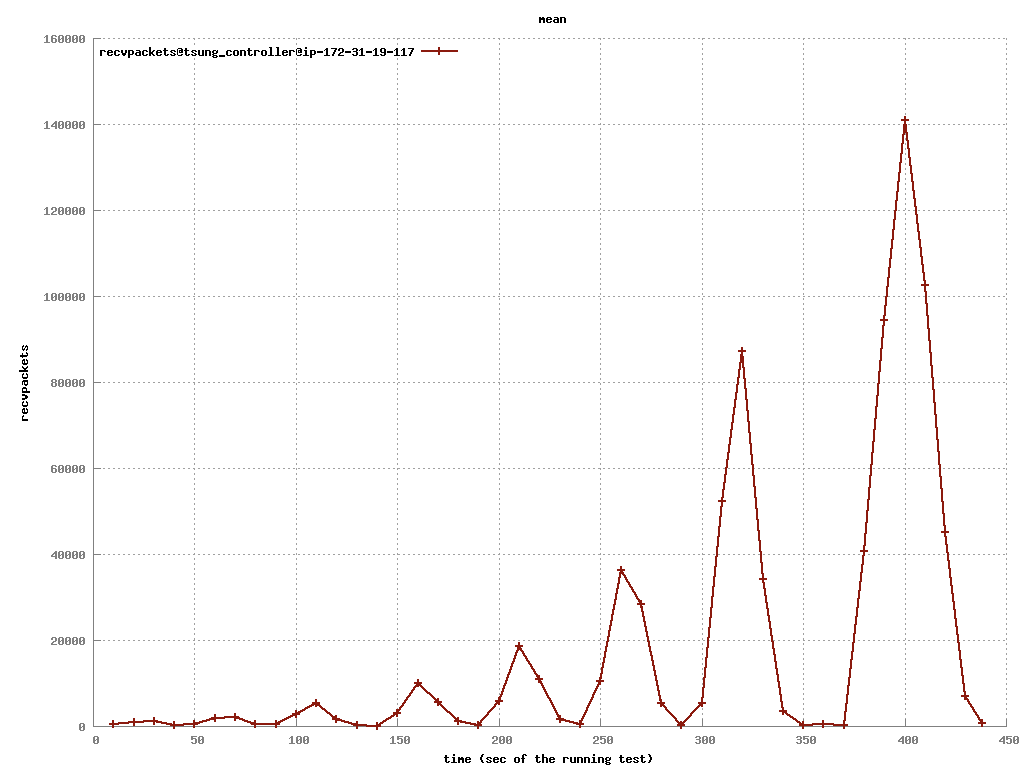 mean
recvpackets@tsung_controller@ip-172-31-19-117
160000
140000
120000
100000
80000
60000
40000
20000
0
recvpackets
0 50 100 150 200 250 300 350 400 450
time (sec of the running test)